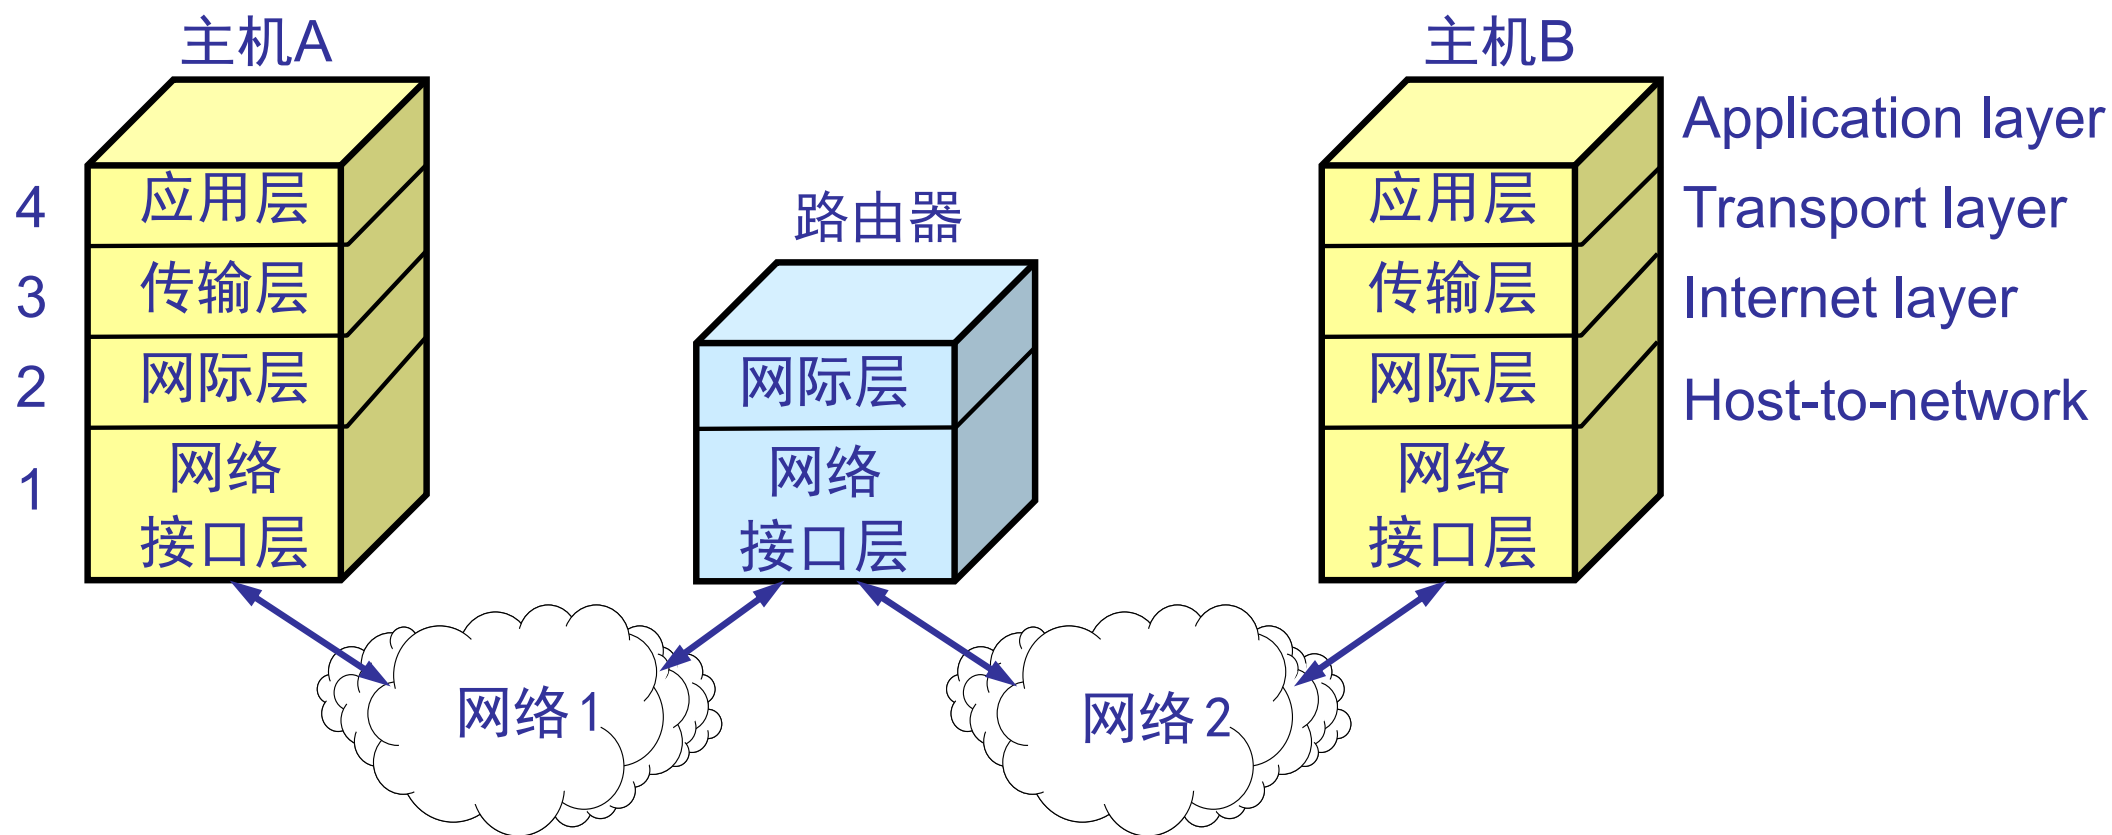 主机A
主机B
Application layer
4
应用层
应用层
路由器
Transport layer
3
传输层
传输层
Internet layer
2
网际层
网际层
网际层
Host-to-network
1
网络
接口层
网络
接口层
网络
接口层
网络1
网络2